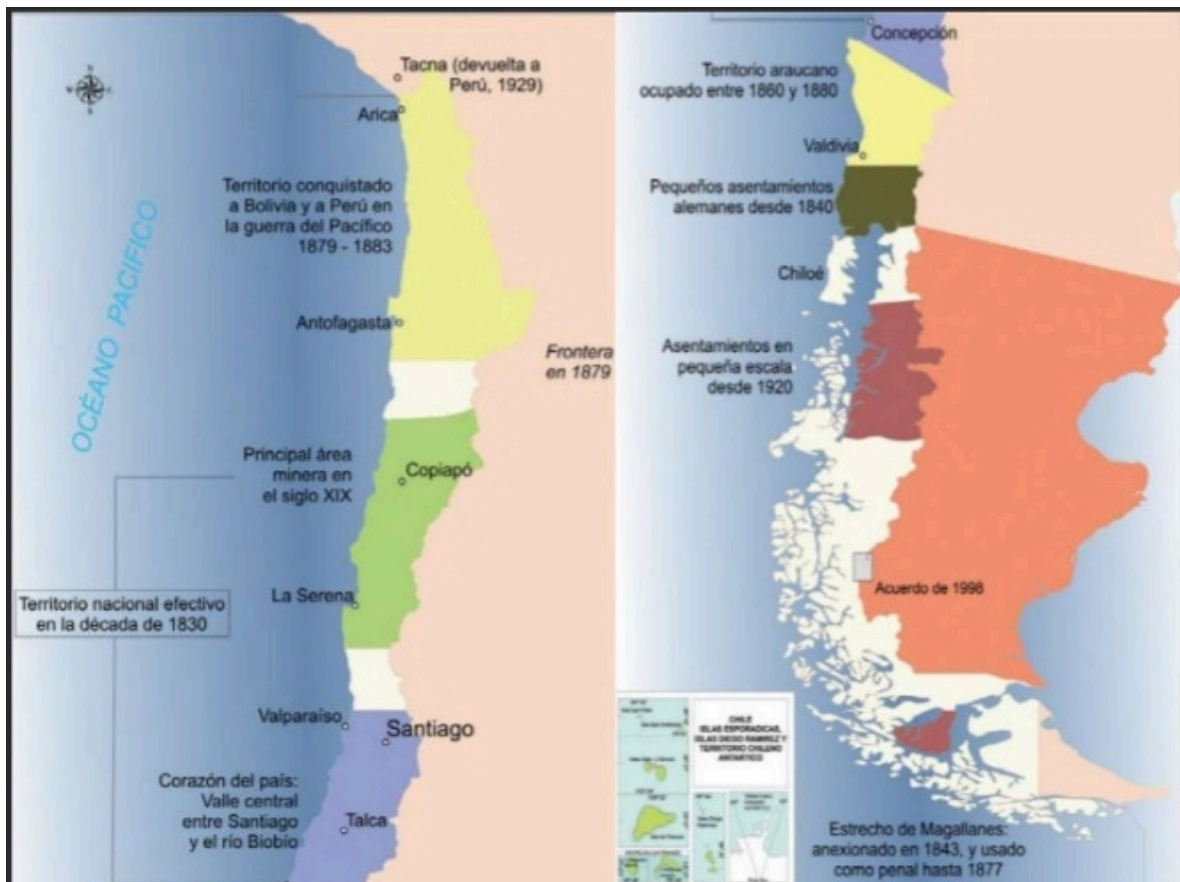 Tacna (devuelta a
Perú, 1929)
Arica
Territorio conquistado
a Bolivia y a Perú en
la guerra del Pacífico
1879 - 1883
OCÉANO PACIFICO
Antofagasta
Frontera
en 1879
Principal área
minera en
el siglo XIX
Copiapó
La Serena
Territorio nacional efectivo
en la década de 1830
Valparaíso
Santiago
Corazón del país:
Valle central
entre Santiago
y el río Biobío
Talca
Concepción
Territorio araucano
ocupado entre 1860 y 1880
Valdivia
Pequeños asentamientos
alemanes desde 1840
Chiloé
Asentamientos en
pequeña escala
desde 1920
Acuerdo de 1998
CHILE
ISLAS ESPORADICAS,
ISLAS DIEGO RAMIREZ Y
TERRITORIO CHILENO
ANTARTICO
Estrecho de Magallanes:
anexionado en 1843, y usado
como penal hasta 1877